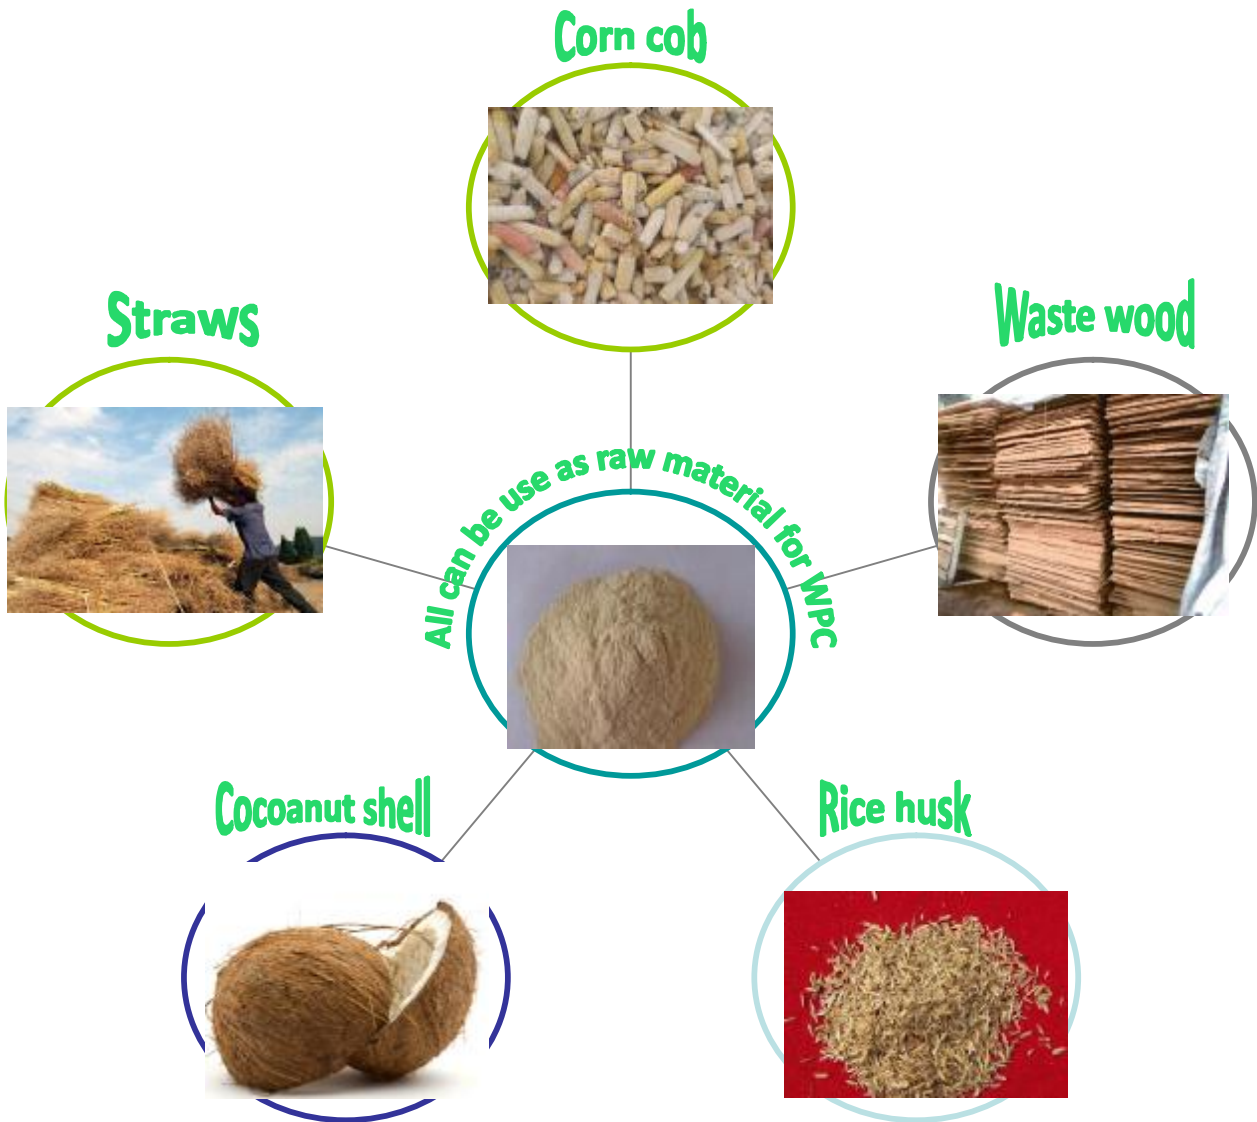 Corn cob
Straws
Waste wood
All can be use as raw material for WPC
Cocoanut shell
Rice husk